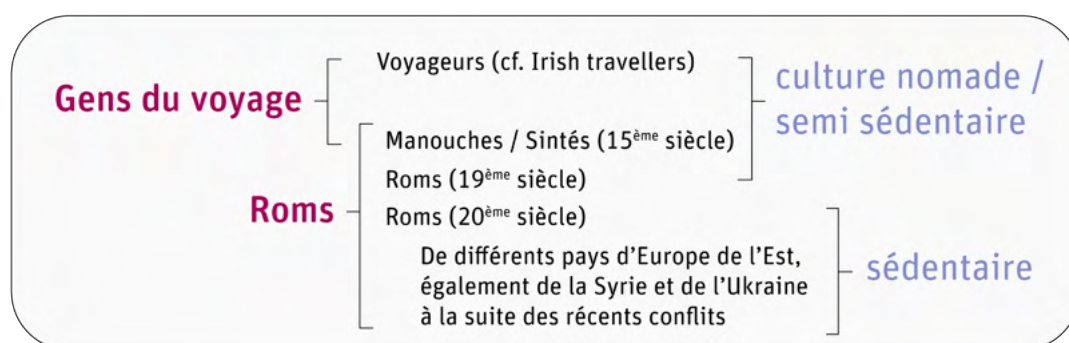 Voyageurs (cf. Irish travellers)
Gens du voyage
culture nomade /
semi sédentaire
Manouches / Sintés (15ème siècle)
Roms (19ème siècle)
Roms
Roms (20ème siècle)
De différents pays d’Europe de l’Est,
également de la Syrie et de l’Ukraine
à la suite des récents conflits
sédentaire